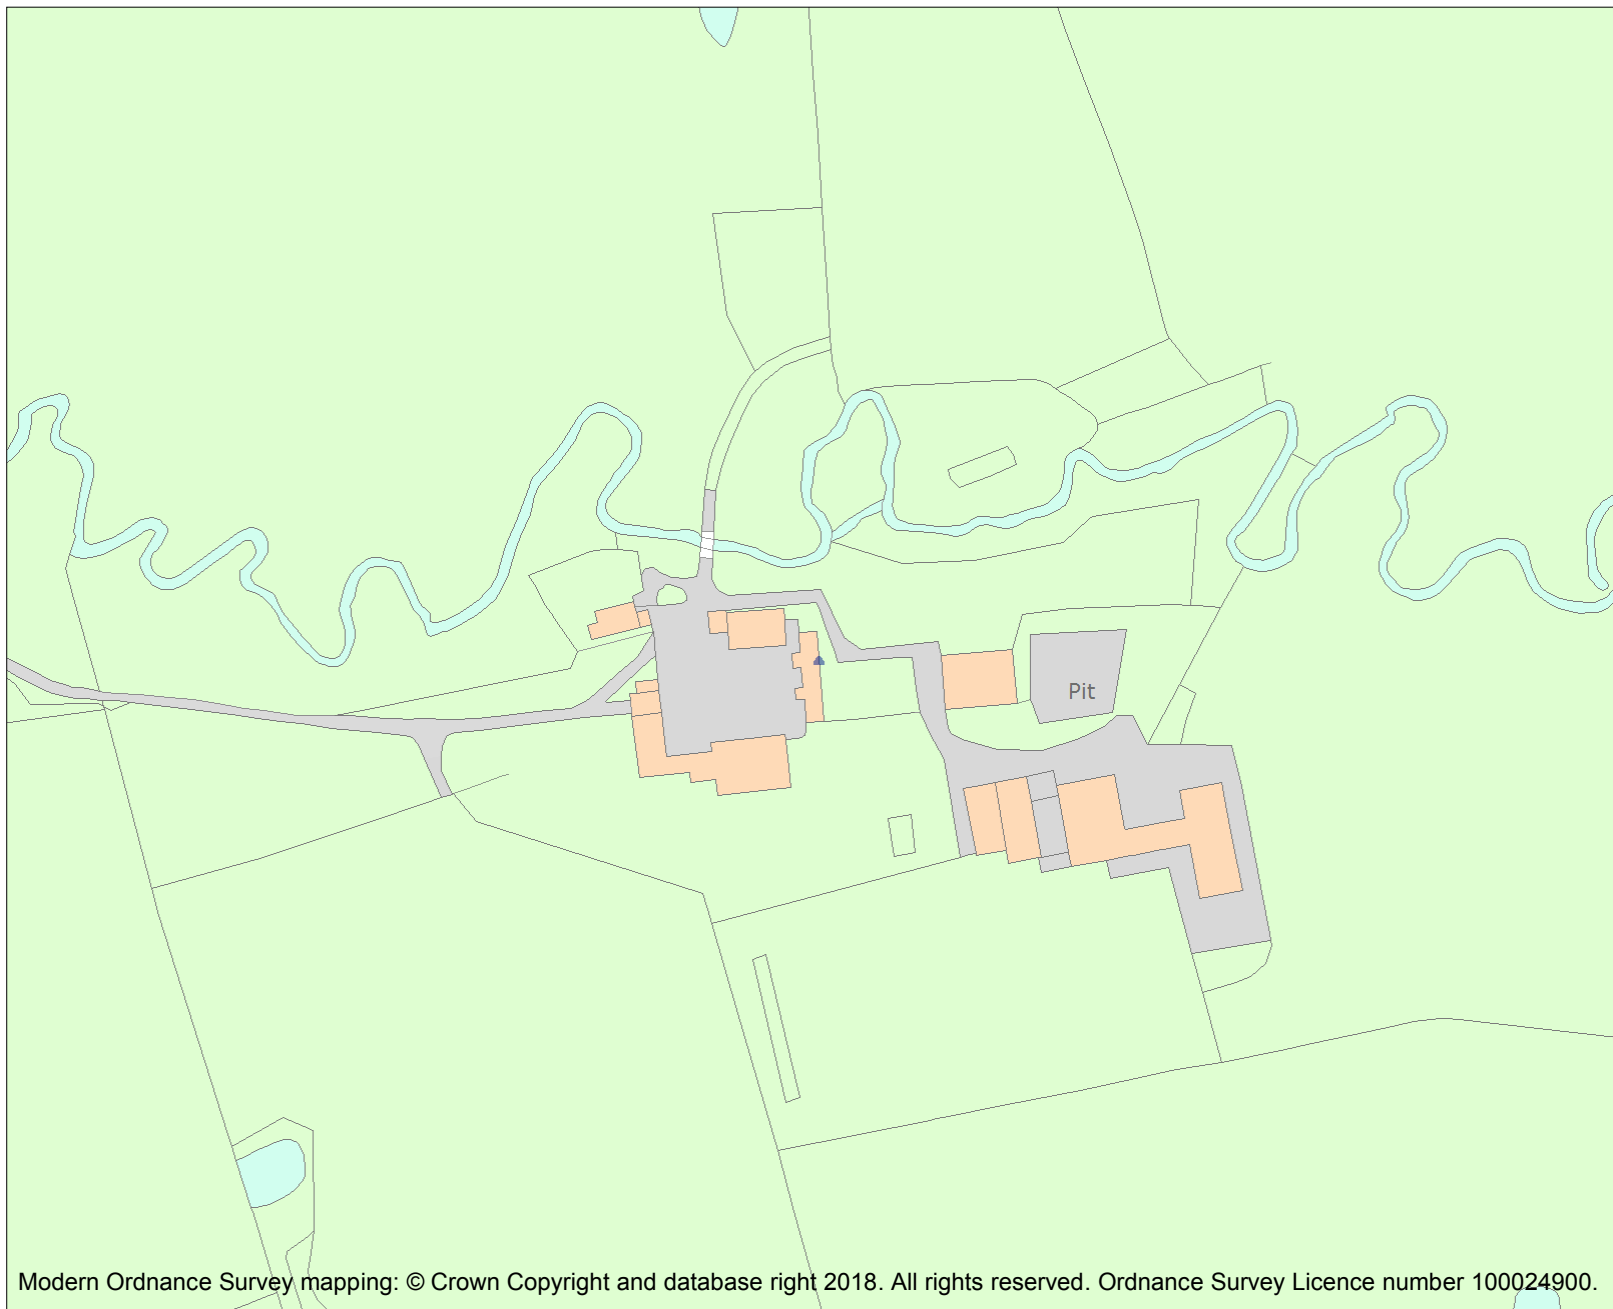 Pit
Modern Ordnance Survey mapping: © Crown Copyright and database right 2018. All rights reserved. Ordnance Survey Licence number 100024900.